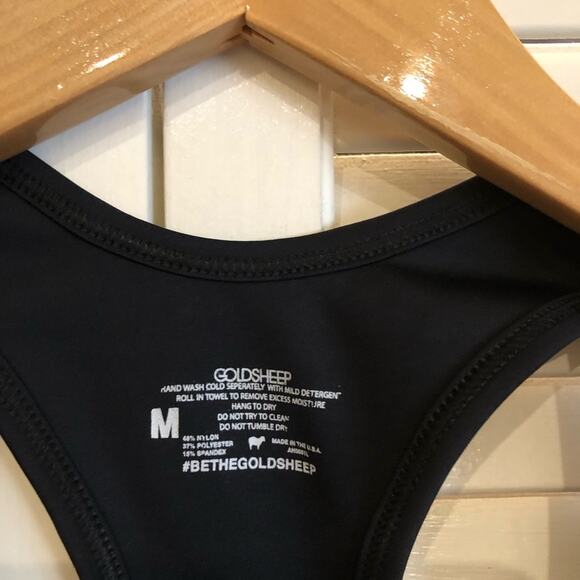 GOLDSHEEP
HAND WASH COLD SEPERATELY WITH MILD DETERGENT
ROLL IN TOWEL TO REMOVE EXCESS MOISTURE
HANG TO DRY
DO NOT TRY TO CLEAN
DO NOT TUMBLE DRY
M
48% NYLON
37% POLYESTER
15% SPANDEX
MADE IN THE U.S.A.
#BETHEGOLDSHEEP